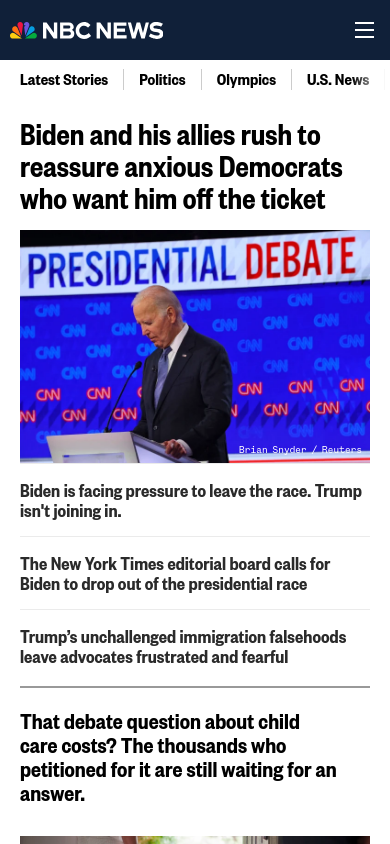 NBC NEWS
Latest Stories
Politics
Olympics
U.S. News
Biden and his allies rush to
reassure anxious Democrats
who want him off the ticket
PRESIDENTIAL DEBATE
CNN CNN CNN CNN CNN
CNN CNN CNN CNN
CNN CNN CNN CNN CNN
CNN CNN CNN CNN
Brian Snyder / Reuters
Biden is facing pressure to leave the race. Trump
isn't joining in.
The New York Times editorial board calls for
Biden to drop out of the presidential race
Trump’s unchallenged immigration falsehoods
leave advocates frustrated and fearful
That debate question about child
care costs? The thousands who
petitioned for it are still waiting for an
answer.